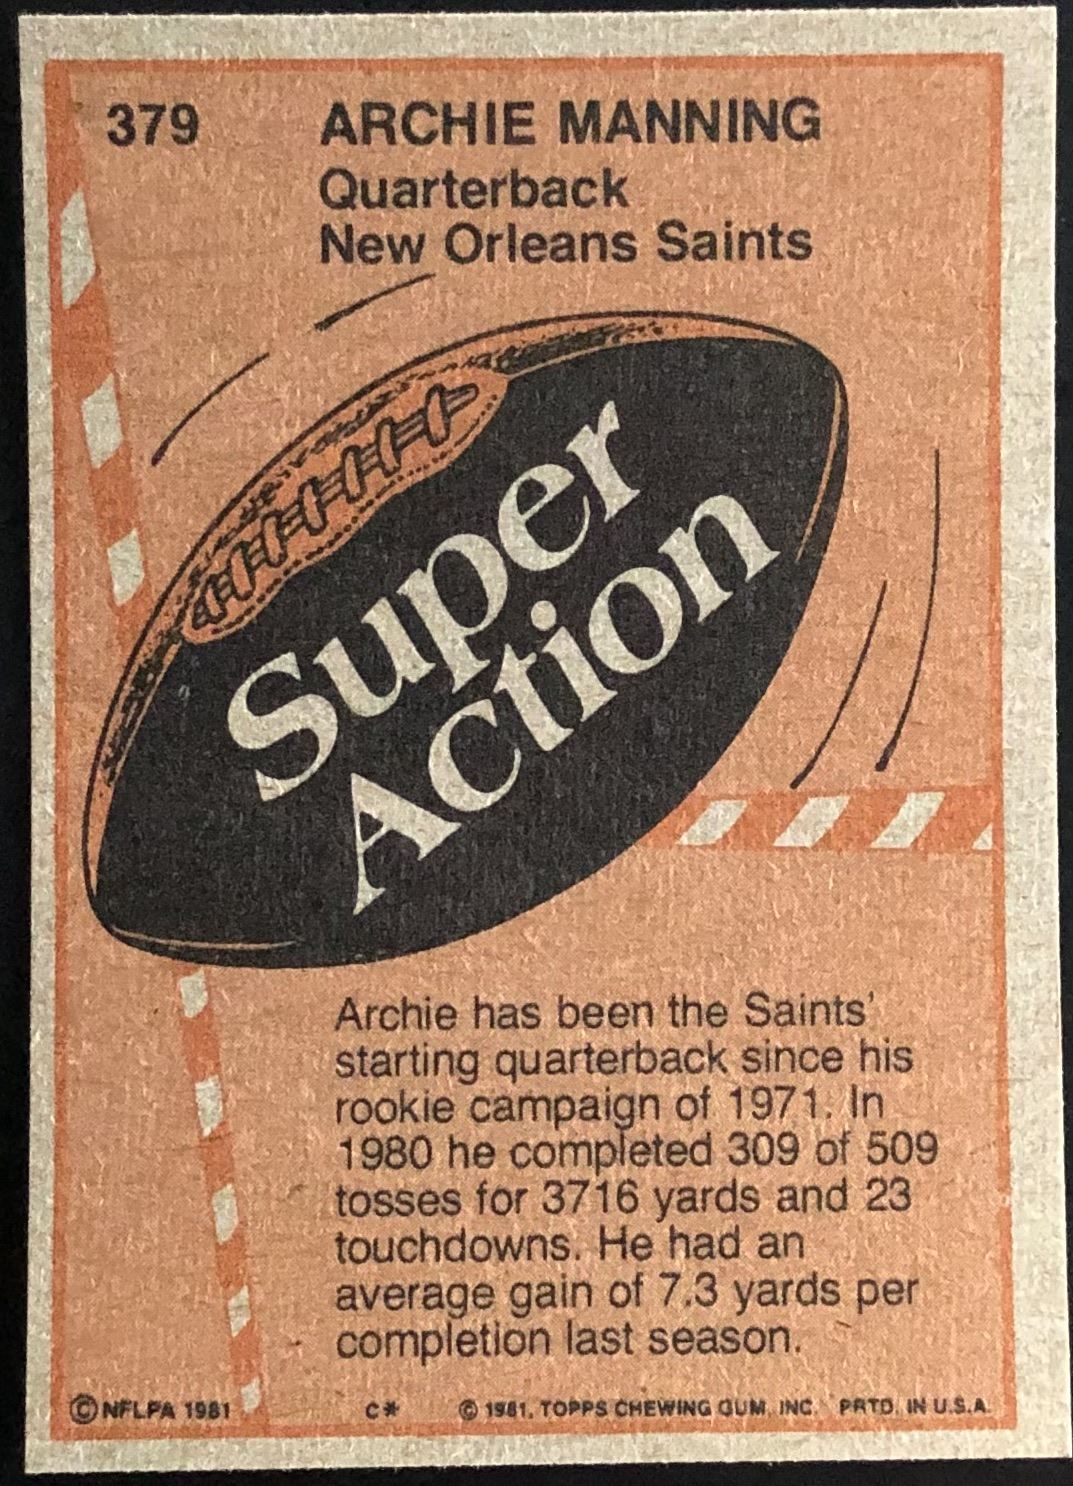 379 ARCHIE MANNING
Quarterback
New Orleans Saints
Super
Action
Archie has been the Saints'
starting quarterback since his
rookie campaign of 1971. In
1980 he completed 309 of 509
tosses for 3716 yards and 23
touchdowns. He had an
average gain of 7.3 yards per
completion last season.
© NFLPA 1981 C* © 1981, TOPPS CHEWING GUM, INC. PRTD. IN U.S.A.